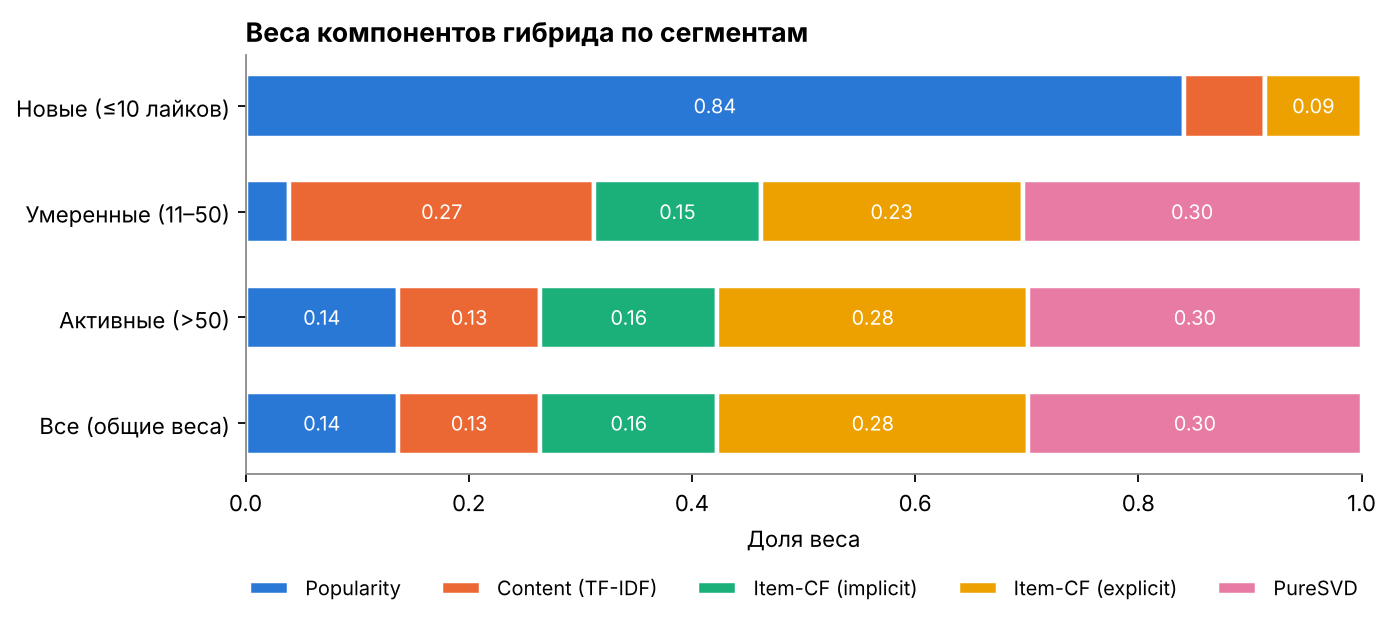 Веса компонентов гибрида по сегментам
Новые (≤10 лайков)
0.84
0.09
Умеренные (11–50)
0.27
0.15
0.23
0.30
Активные (>50)
0.14
0.13
0.16
0.28
0.30
Все (общие веса)
0.14
0.13
0.16
0.28
0.30
0.0 0.2 0.4 0.6 0.8 1.0
Доля веса
Popularity Content (TF-IDF) Item-CF (implicit) Item-CF (explicit) PureSVD